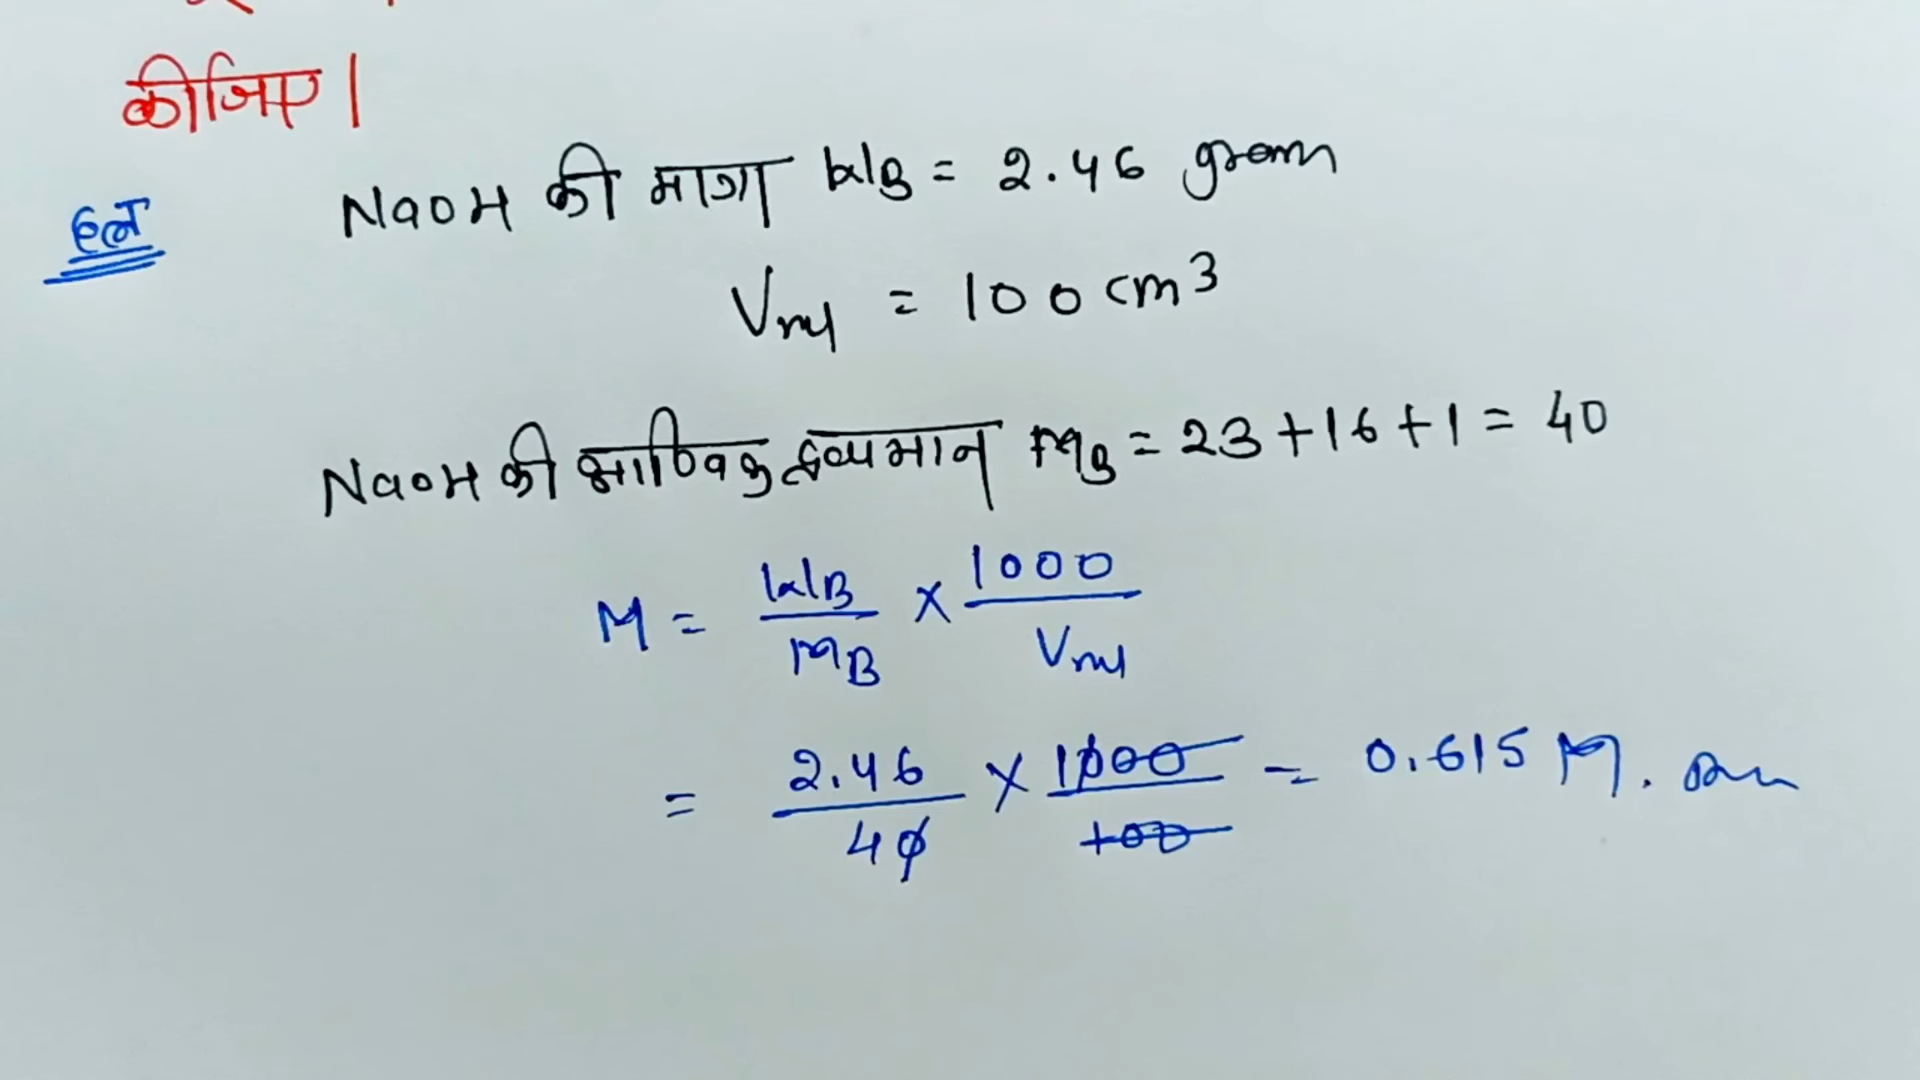 कीजिए।
हल
NaOH की मात्रा WB = 2.46 gram
Vml = 100 cm³
NaOH की आण्विक द्रव्यमान MB = 23 + 16 + 1 = 40
M = WB/MB × 1000/Vml
= 2.46/40 × 1000/100 = 0.615 M. Ans